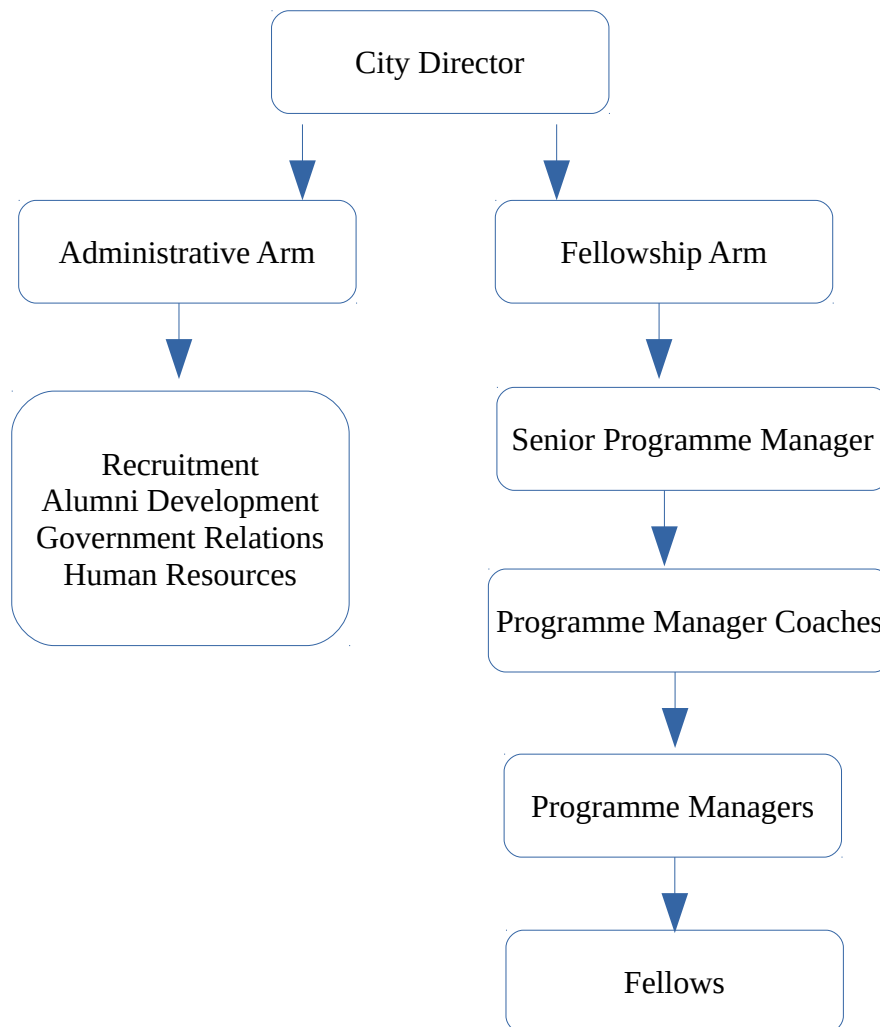 City Director
Administrative Arm
Fellowship Arm
Recruitment
Alumni Development
Government Relations
Human Resources
Senior Programme Manager
Programme Manager Coaches
Programme Managers
Fellows